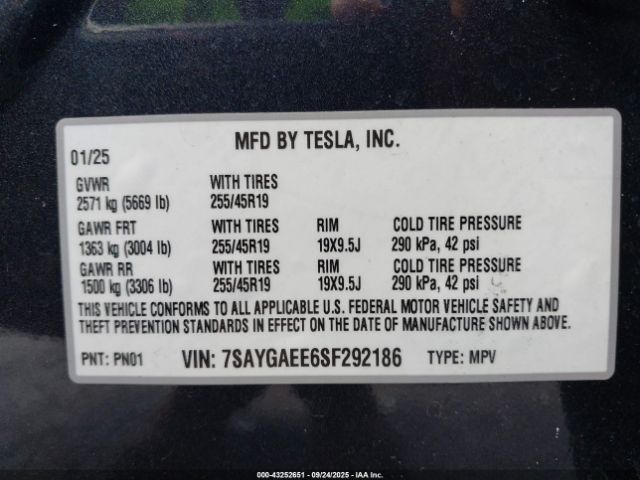 MFD BY TESLA, INC.
01/25
GVWR WITH TIRES
2571 kg (5669 lb) 255/45R19
GAWR FRT WITH TIRES RIM COLD TIRE PRESSURE
1363 kg (3004 lb) 255/45R19 19X9.5J 290 kPa, 42 psi
GAWR RR WITH TIRES RIM COLD TIRE PRESSURE
1500 kg (3306 lb) 255/45R19 19X9.5J 290 kPa, 42 psi
THIS VEHICLE CONFORMS TO ALL APPLICABLE U.S. FEDERAL MOTOR VEHICLE SAFETY AND
THEFT PREVENTION STANDARDS IN EFFECT ON THE DATE OF MANUFACTURE SHOWN ABOVE.
PNT: PN01 VIN: 7SAYGAEE6SF292186 TYPE: MPV
000-43252651 - 09/24/2025 - IAA Inc.